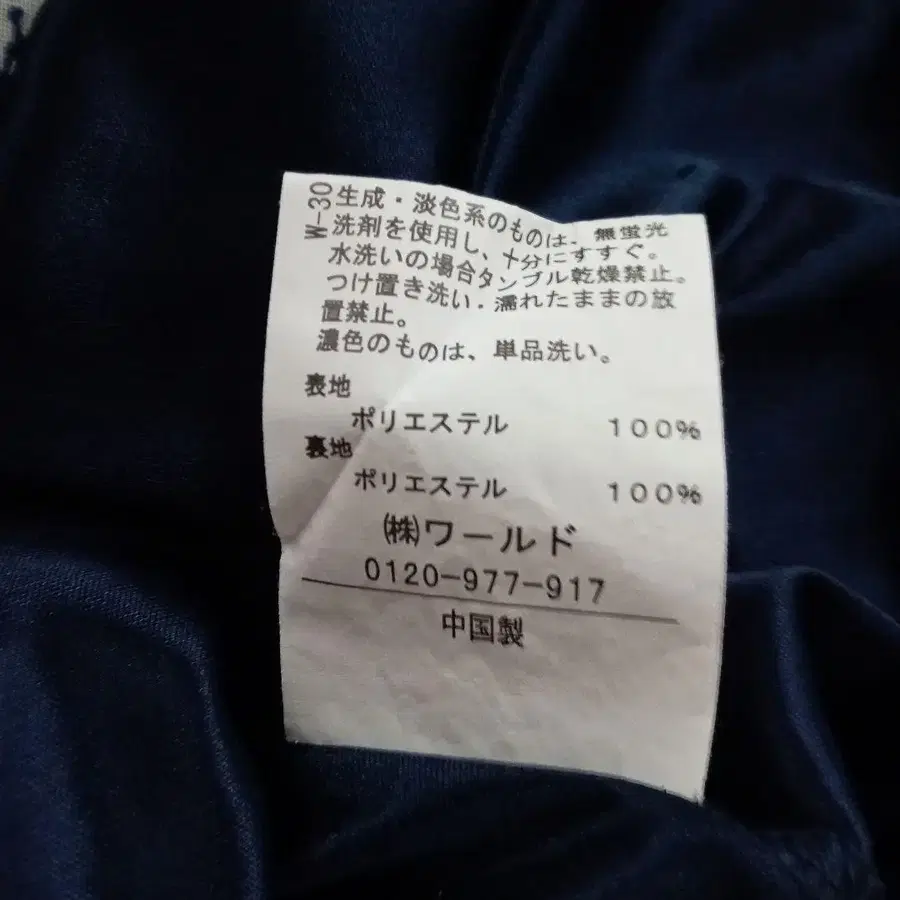 W-30
生成・淡色系のものは、無蛍光
洗剤を使用し、十分にすすぐ。
水洗いの場合タンブル乾燥禁止。
つけ置き洗い・濡れたままの放
置禁止。
濃色のものは、単品洗い。
表地
ポリエステル 100%
裏地
ポリエステル 100%
㈱ワールド
0120-977-917
中国製